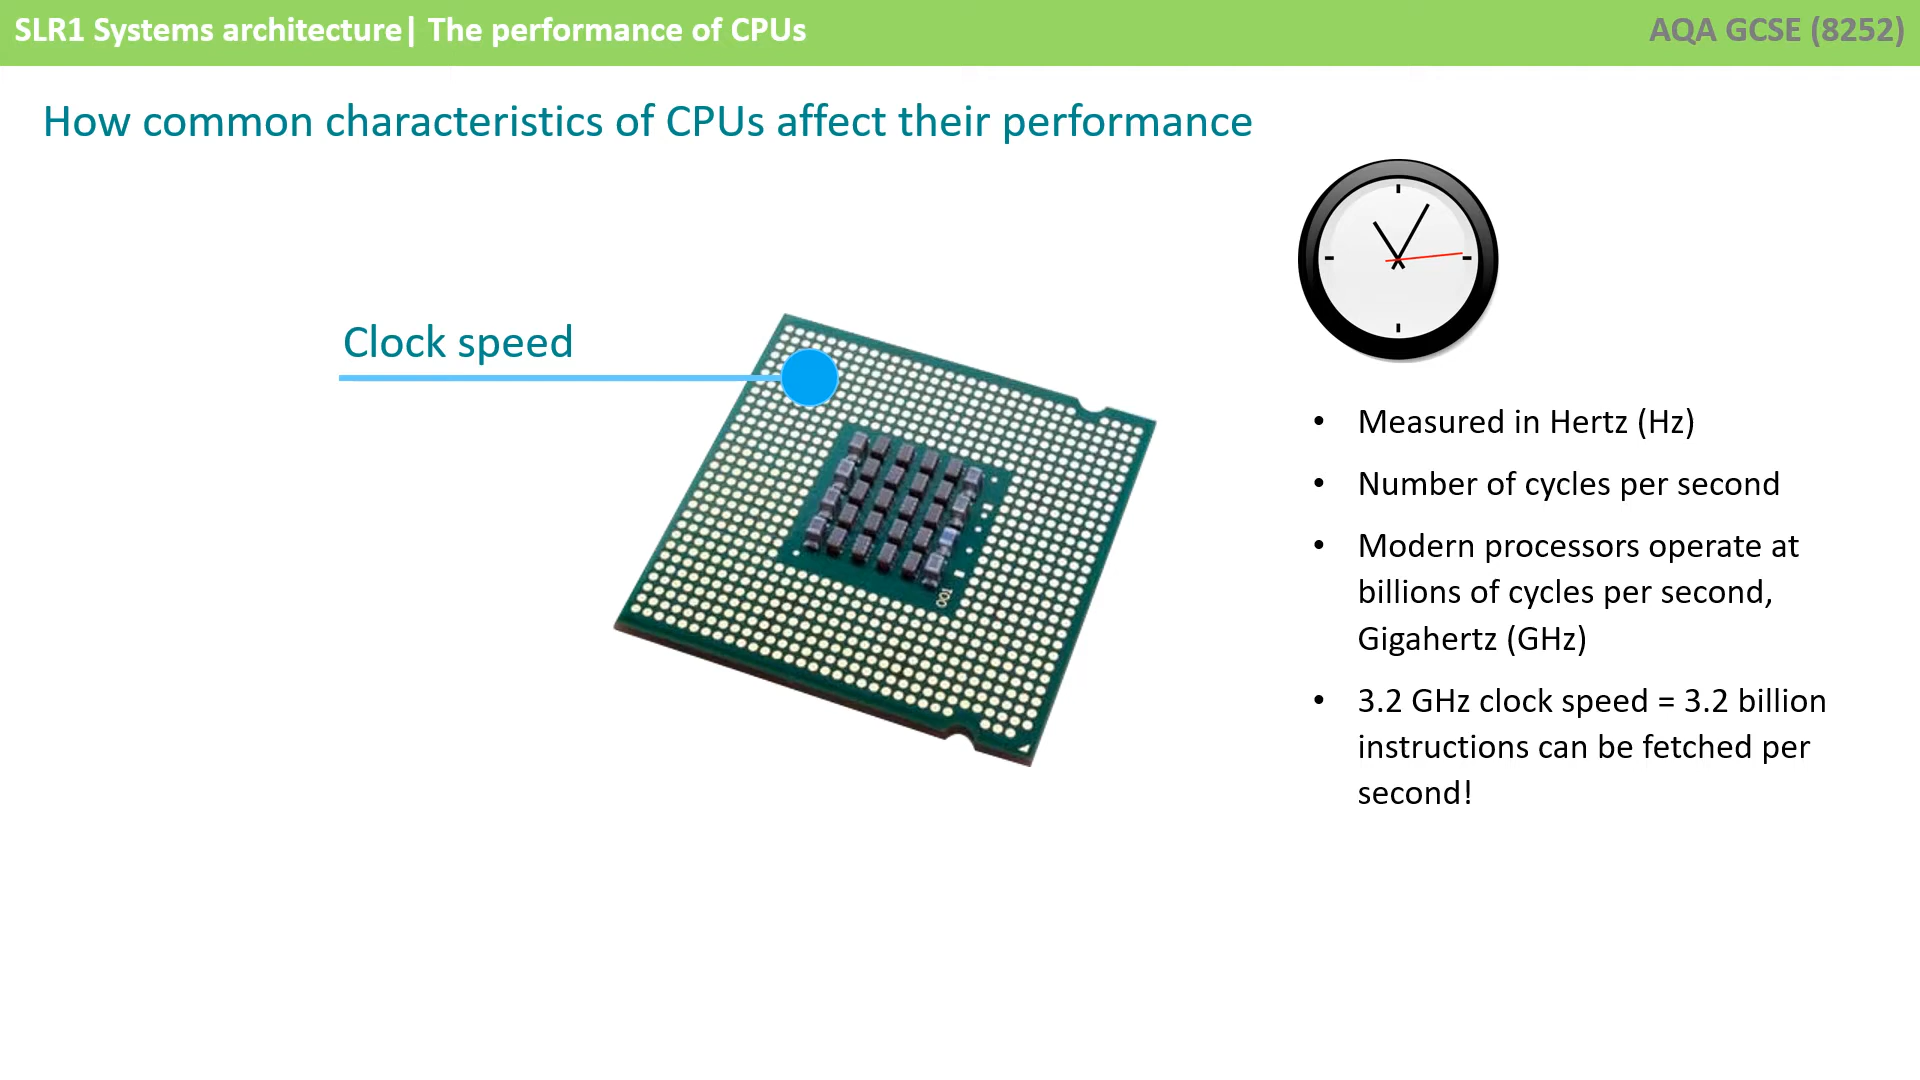 SLR1 Systems architecture| The performance of CPUs
AQA GCSE (8252)
How common characteristics of CPUs affect their performance
Clock speed
• Measured in Hertz (Hz)
• Number of cycles per second
• Modern processors operate at
billions of cycles per second,
Gigahertz (GHz)
• 3.2 GHz clock speed = 3.2 billion
instructions can be fetched per
second!
001